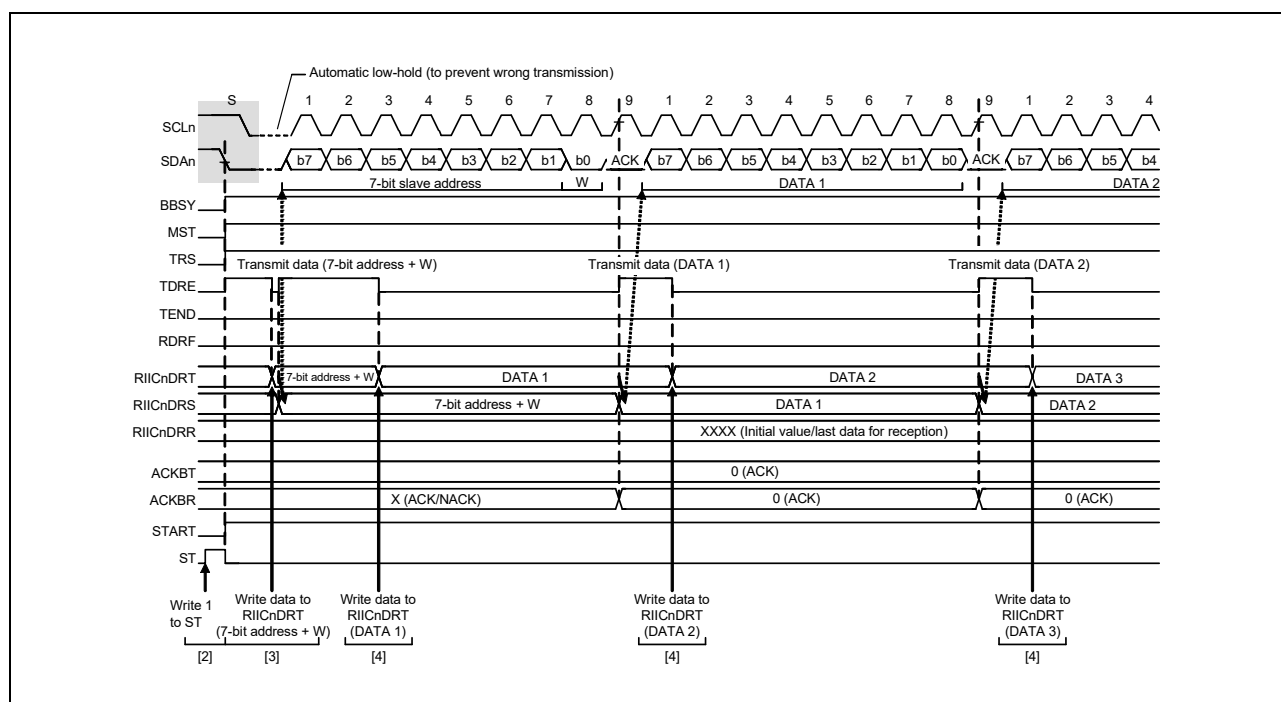 Automatic low-hold (to prevent wrong transmission)
S 1 2 3 4 5 6 7 8 9 1 2 3 4 5 6 7 8 9 1 2 3 4
SCLn
SDAn b7 b6 b5 b4 b3 b2 b1 b0 ACK b7 b6 b5 b4 b3 b2 b1 b0 ACK b7 b6 b5 b4
7-bit slave address W DATA 1 DATA 2
BBSY
MST
TRS
Transmit data (7-bit address + W) Transmit data (DATA 1) Transmit data (DATA 2)
TDRE
TEND
RDRF
RIICnDRT 7-bit address + W DATA 1 DATA 2 DATA 3
RIICnDRS 7-bit address + W DATA 1 DATA 2
RIICnDRR XXXX (Initial value/last data for reception)
ACKBT 0 (ACK)
ACKBR X (ACK/NACK) 0 (ACK) 0 (ACK)
START
ST
Write 1
to ST
Write data to
RIICnDRT
(7-bit address + W)
Write data to
RIICnDRT
(DATA 1)
Write data to
RIICnDRT
(DATA 2)
Write data to
RIICnDRT
(DATA 3)
[2] [3] [4] [4] [4]